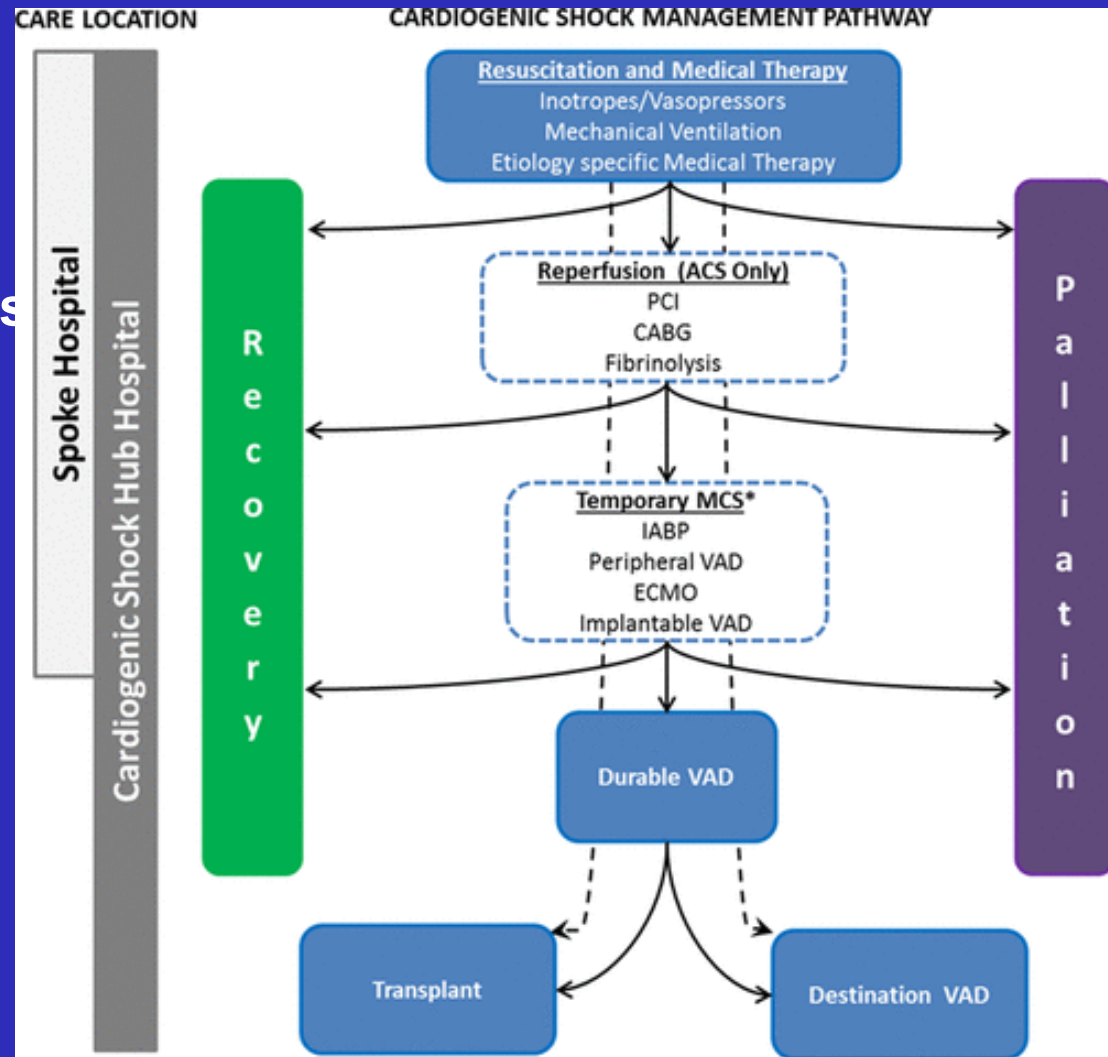 CARE LOCATION
CARDIOGENIC SHOCK MANAGEMENT PATHWAY
Spoke Hospital
Cardiogenic Shock Hub Hospital
Resuscitation and Medical Therapy
Inotropes/Vasopressors
Mechanical Ventilation
Etiology specific Medical Therapy
Recovery
Reperfusion (ACS Only)
PCI
CABG
Fibrinolysis
Palliation
Temporary MCS*
IABP
Peripheral VAD
ECMO
Implantable VAD
Durable VAD
Transplant
Destination VAD